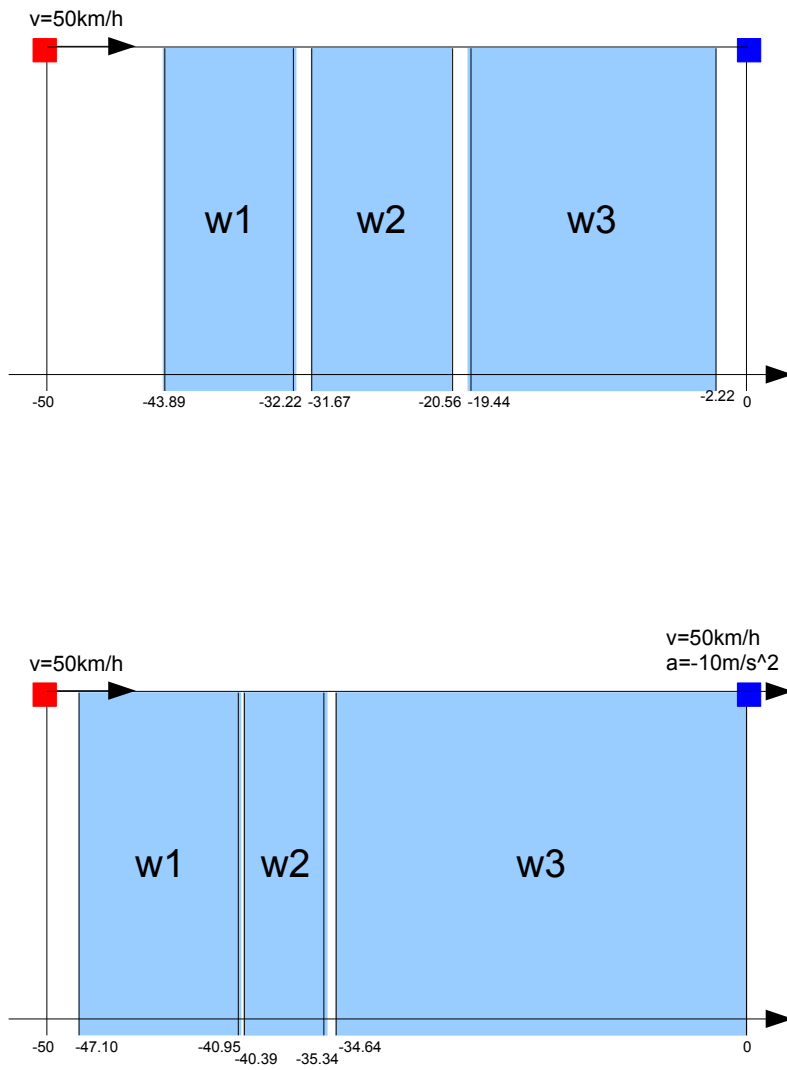 v=50km/h
w1
w2
w3
-50
-43.89
-32.22
-31.67
-20.56
-19.44
-2.22
0
v=50km/h
v=50km/h
a=-10m/s^2
w1
w2
w3
-50
-47.10
-40.95
-40.39
-35.34
-34.64
0